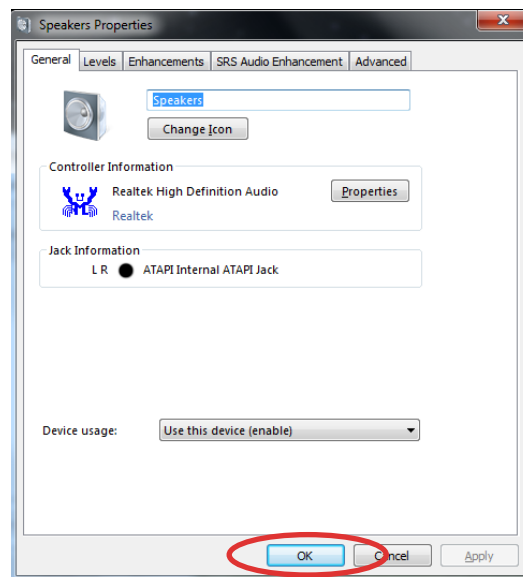 Speakers Properties
General Levels Enhancements SRS Audio Enhancement Advanced
Speakers
Change Icon
Controller Information
Realtek High Definition Audio Properties
Realtek
Jack Information
L R ATAPI Internal ATAPI Jack
Device usage: Use this device (enable)
OK Cancel Apply